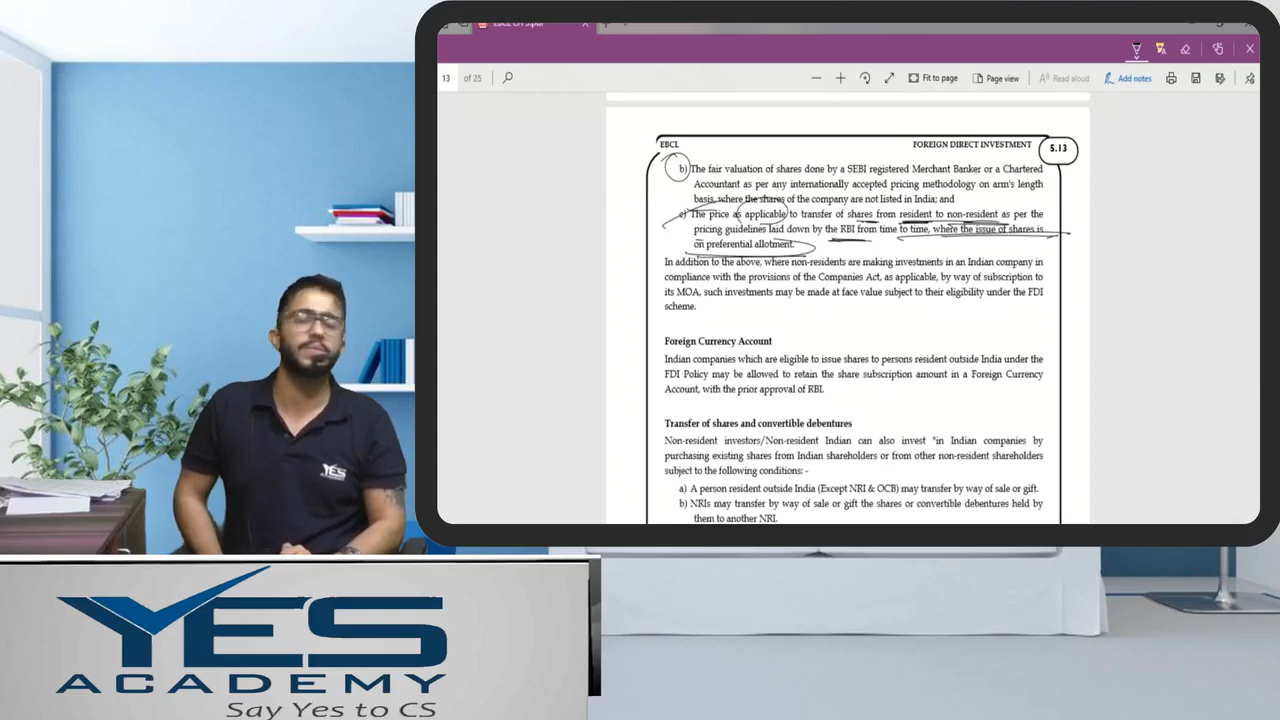 EBCL CH 5.pdf
13 of 25
Fit to page
Page view
Read aloud
Add notes
EBCL FOREIGN DIRECT INVESTMENT 5.13
b) The fair valuation of shares done by a SEBI registered Merchant Banker or a Chartered
Accountant as per any internationally accepted pricing methodology on arm's length
basis, where the shares of the company are not listed in India; and
c) The price as applicable to transfer of shares from resident to non-resident as per the
pricing guidelines laid down by the RBI from time to time, where the issue of shares is
on preferential allotment.
In addition to the above, where non-residents are making investments in an Indian company in
compliance with the provisions of the Companies Act, as applicable, by way of subscription to
its MOA, such investments may be made at face value subject to their eligibility under the FDI
scheme.
Foreign Currency Account
Indian companies which are eligible to issue shares to persons resident outside India under the
FDI Policy may be allowed to retain the share subscription amount in a Foreign Currency
Account, with the prior approval of RBI.
Transfer of shares and convertible debentures
Non-resident investors/Non-resident Indian can also invest in Indian companies by
purchasing existing shares from Indian shareholders or from other non-resident shareholders
subject to the following conditions: -
a) A person resident outside India (Except NRI & OCB) may transfer by way of sale or gift.
b) NRIs may transfer by way of sale or gift the shares or convertible debentures held by
them to another NRI.
YES
ACADEMY
YES
ACADEMY
Say Yes to CS